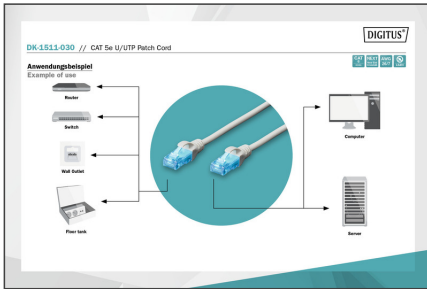 DIGITUS®
DK-1511-030 // CAT 5e U/UTP Patch Cord
Anwendungsbeispiel
Example of use
Router
Switch
Wall Outlet
Floor tank
Computer
Server